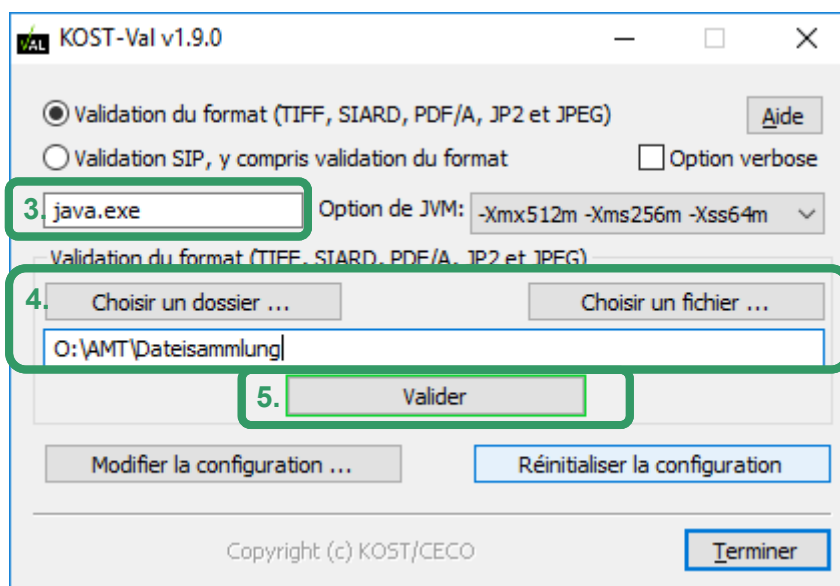 VAL KOST-Val v1.9.0
Validation du format (TIFF, SIARD, PDF/A, JP2 et JPEG) Aide
Validation SIP, y compris validation du format Option verbose
3. java.exe Option de JVM: -Xmx512m -Xms256m -Xss64m
Validation du format (TIFF, SIARD, PDF/A, JP2 et JPEG)
4. Choisir un dossier ... Choisir un fichier ...
O:\AMT\Dateisammlung
5. Valider
Modifier la configuration ... Réinitialiser la configuration
Copyright (c) KOST/CECO Terminer